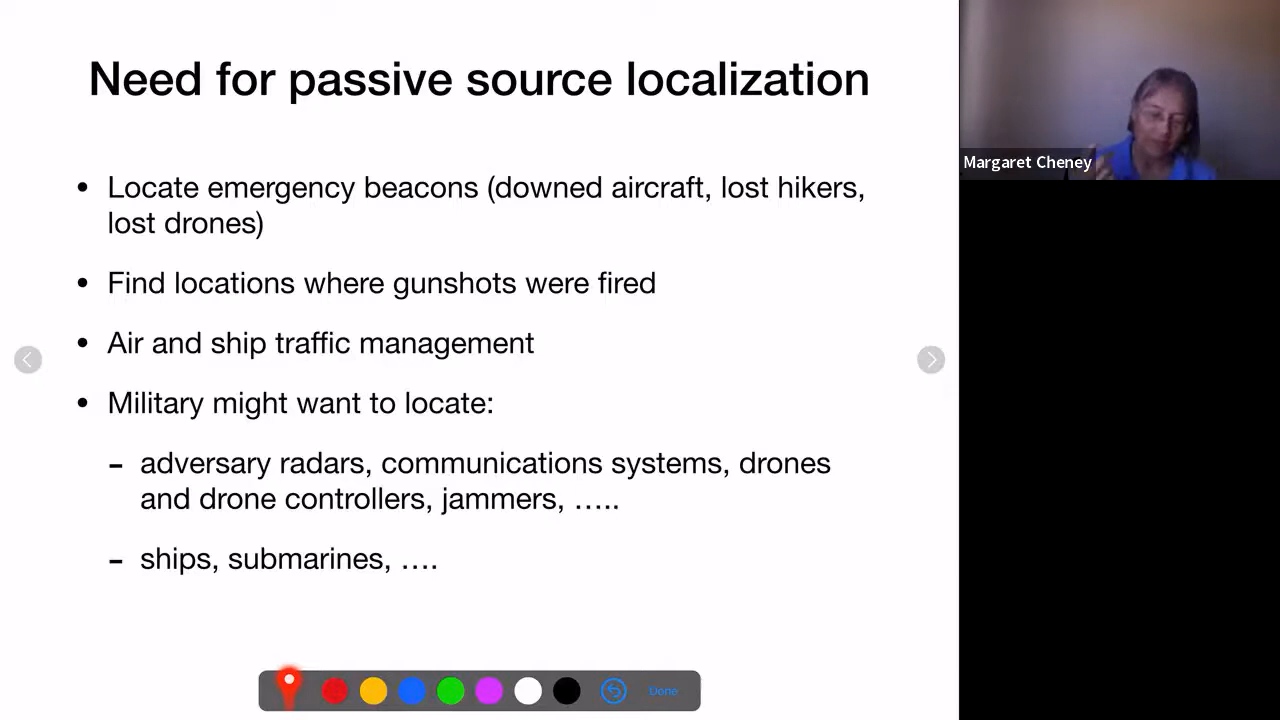 Need for passive source localization
• Locate emergency beacons (downed aircraft, lost hikers,
lost drones)
• Find locations where gunshots were fired
• Air and ship traffic management
• Military might want to locate:
– adversary radars, communications systems, drones
and drone controllers, jammers, …..
– ships, submarines, ….
Margaret Cheney
Done